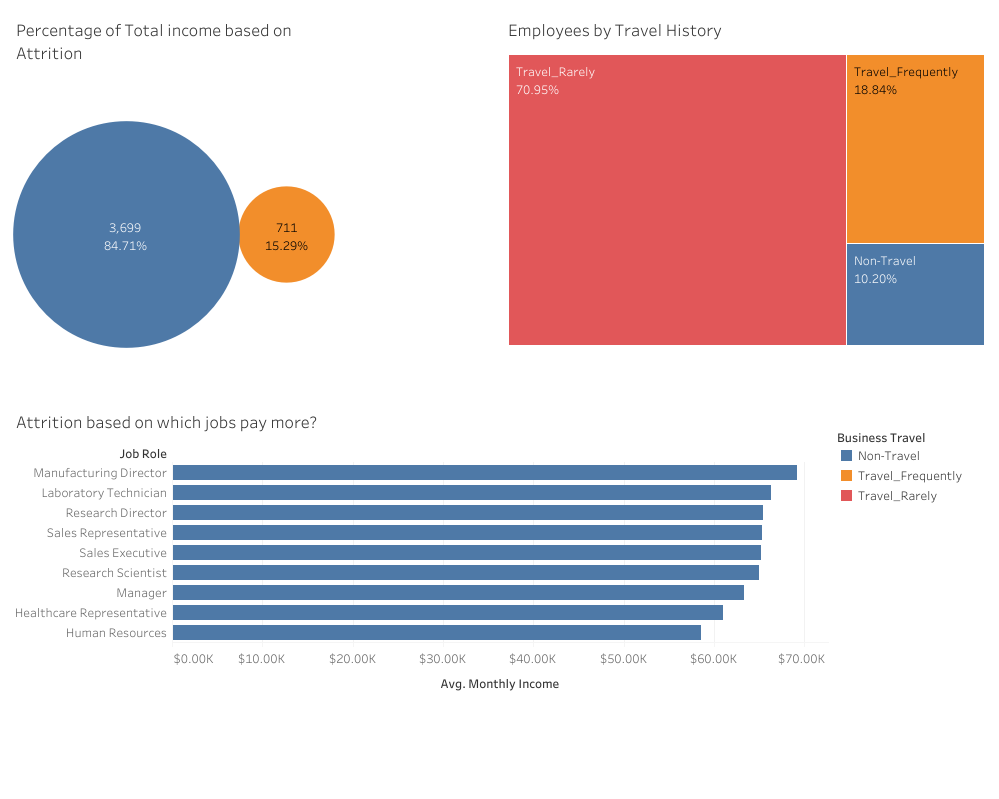 Percentage of Total income based on
Attrition
3,699
84.71%
711
15.29%
Employees by Travel History
Travel_Rarely
70.95%
Travel_Frequently
18.84%
Non-Travel
10.20%
Attrition based on which jobs pay more?
Job Role
Manufacturing Director
Laboratory Technician
Research Director
Sales Representative
Sales Executive
Research Scientist
Manager
Healthcare Representative
Human Resources
$0.00K $10.00K $20.00K $30.00K $40.00K $50.00K $60.00K $70.00K
Avg. Monthly Income
Business Travel
Non-Travel
Travel_Frequently
Travel_Rarely